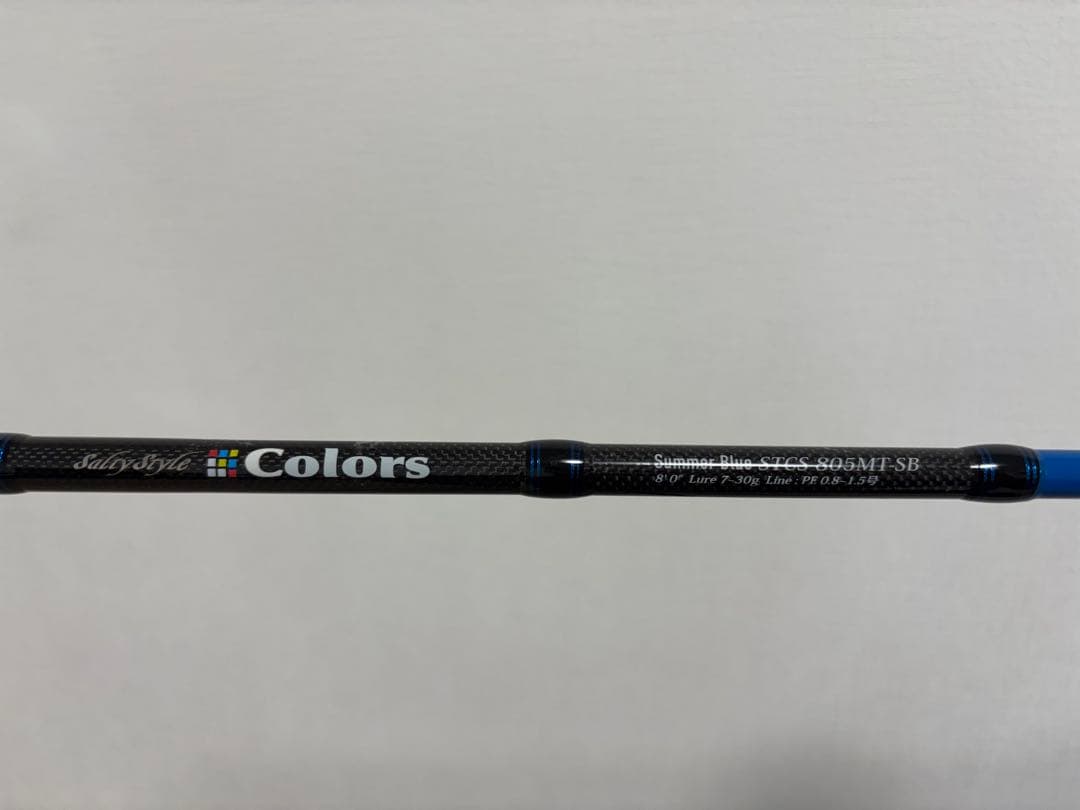 Salty Style Colors
Summer Blue STCS 805MT-SB
8'0" Lure 7-30g Line : PE 0.8-1.5号